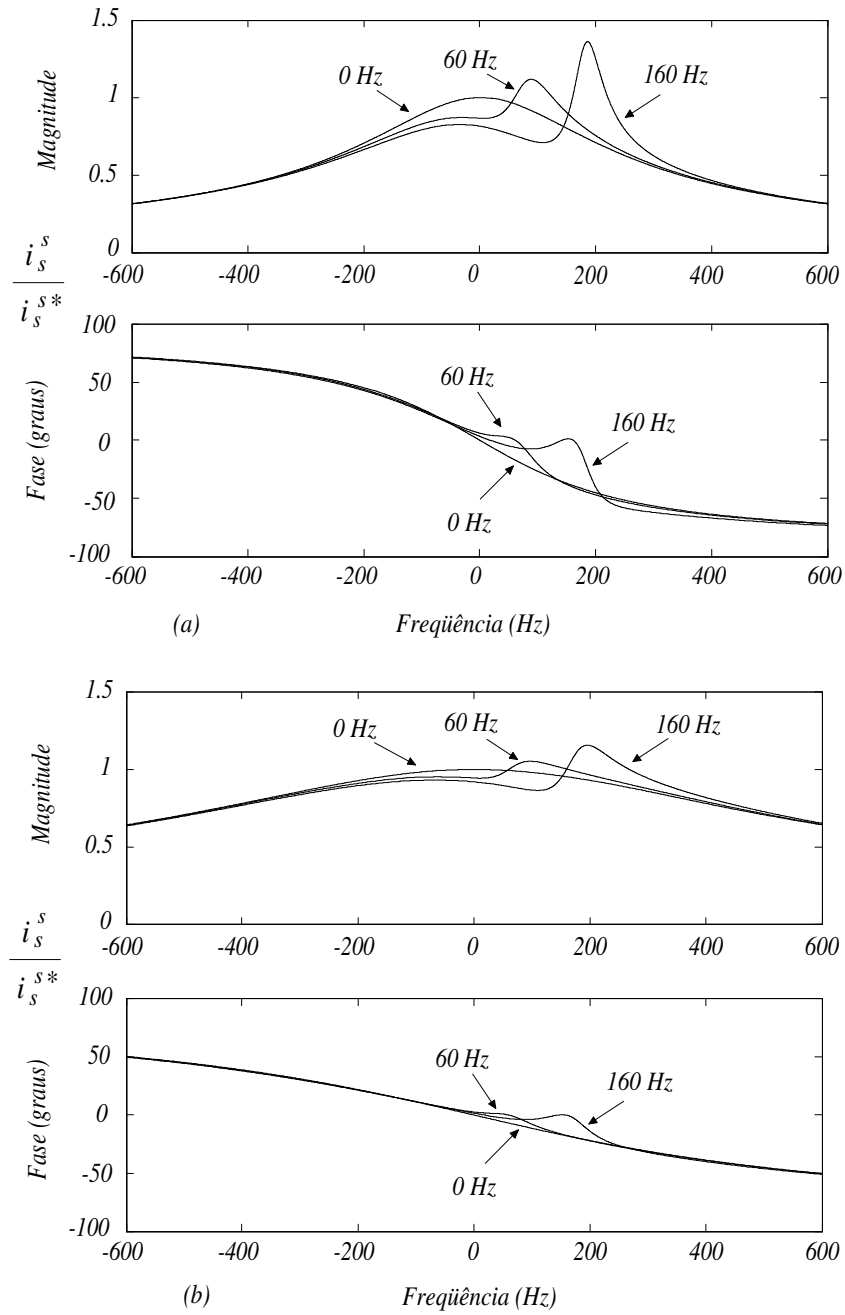 1.5
1
0.5
0
Magnitude
0 Hz
60 Hz
160 Hz
-600 -400 -200 0 200 400 600
i_s^s
i_s^{s*}
100
50
0
-50
-100
Fase (graus)
60 Hz
160 Hz
0 Hz
-600 -400 -200 0 200 400 600
(a) Freqüência (Hz)
1.5
1
0.5
0
Magnitude
0 Hz
60 Hz
160 Hz
-600 -400 -200 0 200 400 600
i_s^s
i_s^{s*}
100
50
0
-50
-100
Fase (graus)
60 Hz
160 Hz
0 Hz
-600 -400 -200 0 200 400 600
(b) Freqüência (Hz)